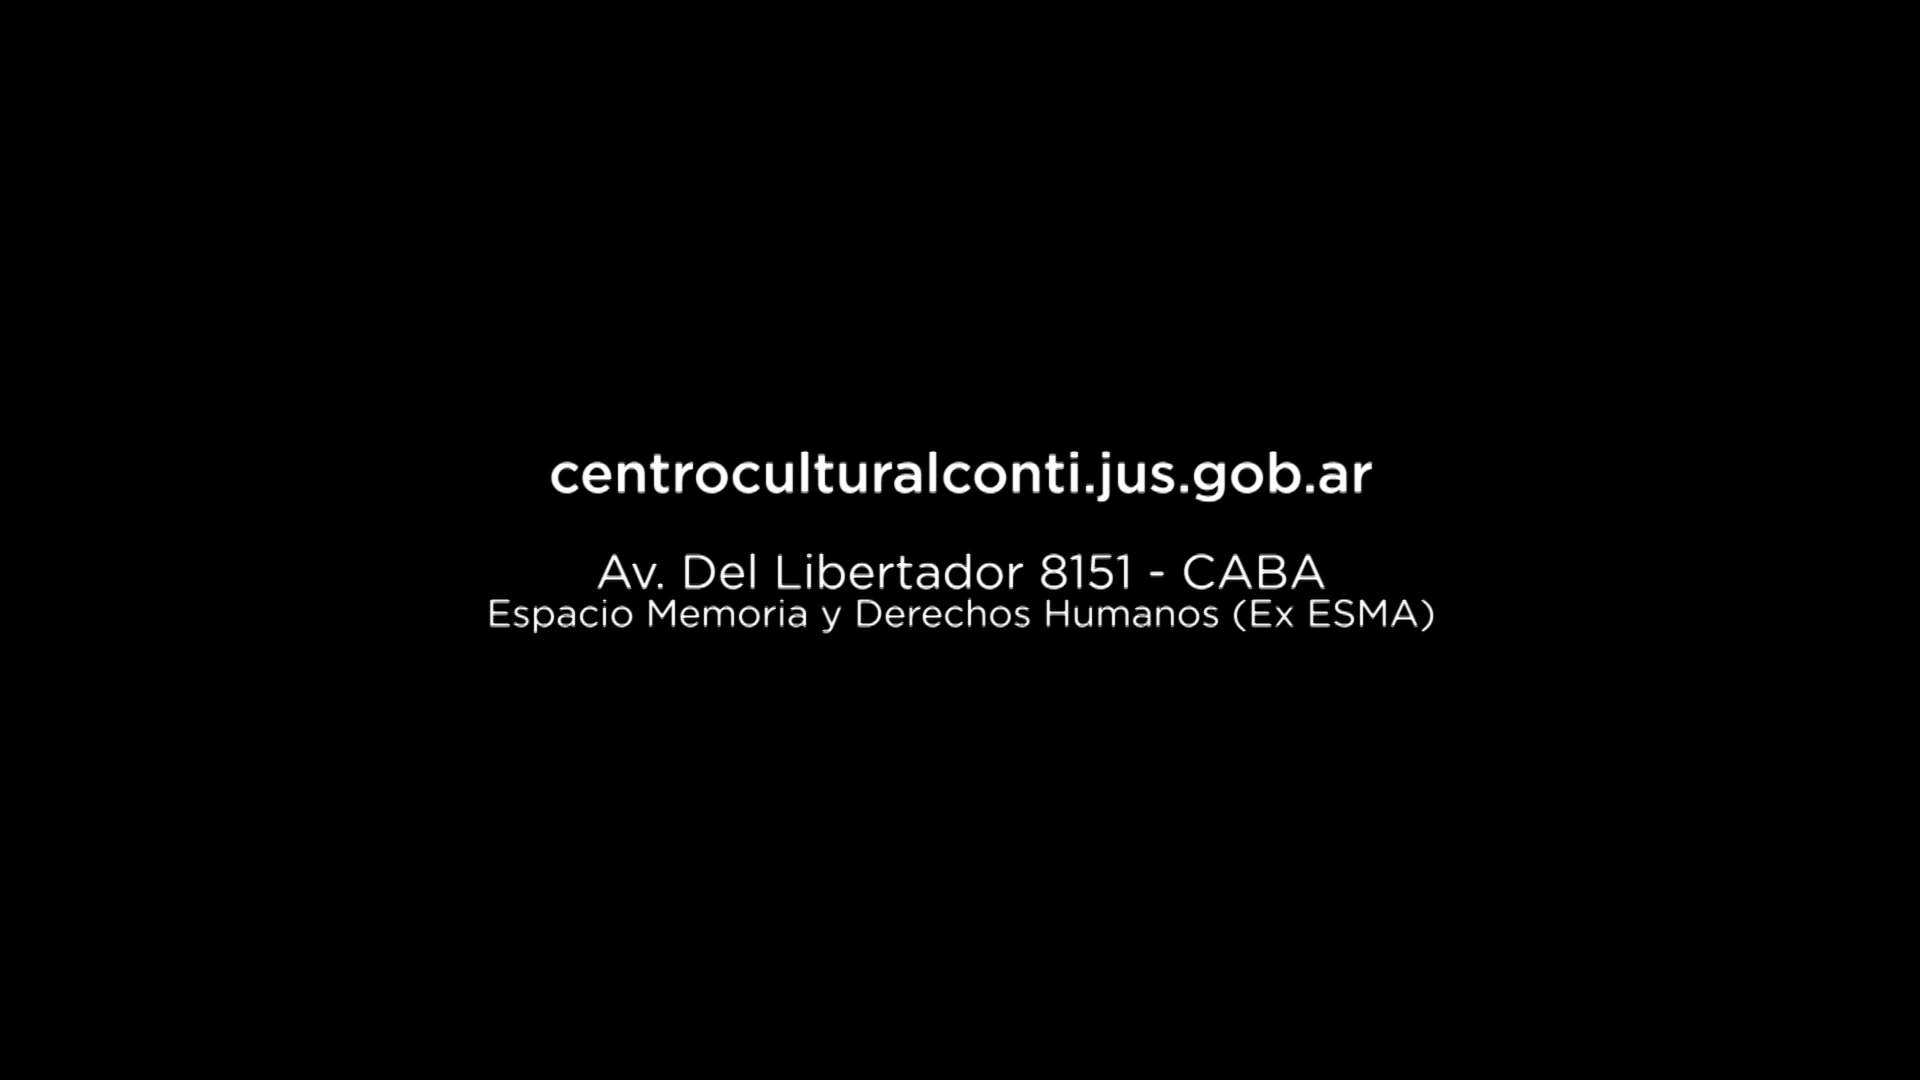 centroculturalconti.jus.gob.ar
Av. Del Libertador 8151 - CABA
Espacio Memoria y Derechos Humanos (Ex ESMA)